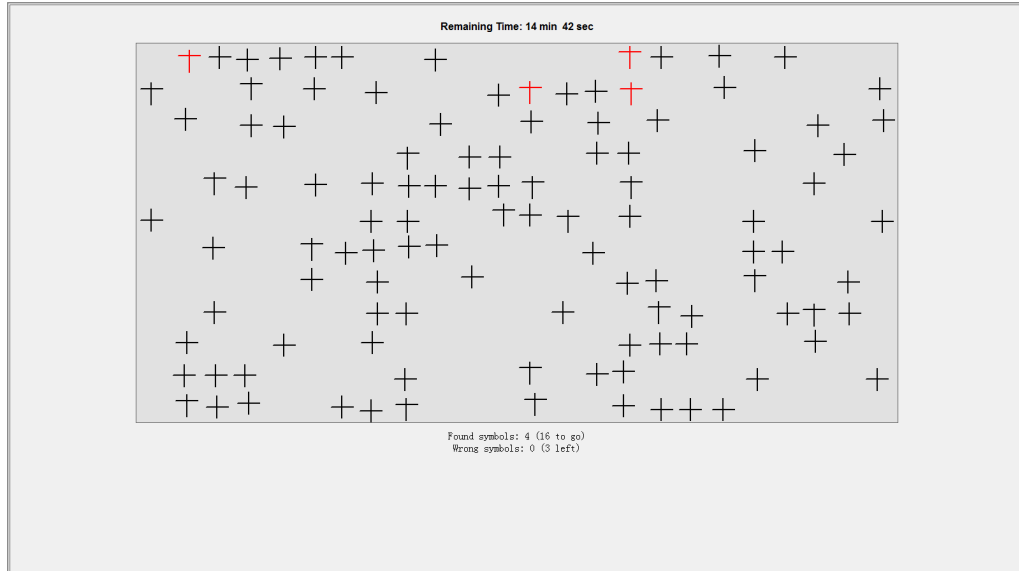 Remaining Time: 14 min 42 sec
Found symbols: 4 (16 to go)
Wrong symbols: 0 (3 left)